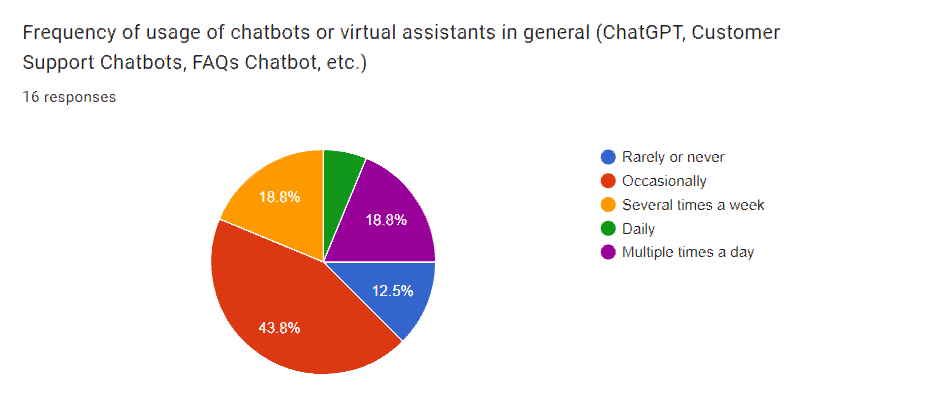 Frequency of usage of chatbots or virtual assistants in general (ChatGPT, Customer
Support Chatbots, FAQs Chatbot, etc.)
16 responses
18.8%
18.8%
12.5%
43.8%
Rarely or never
Occasionally
Several times a week
Daily
Multiple times a day